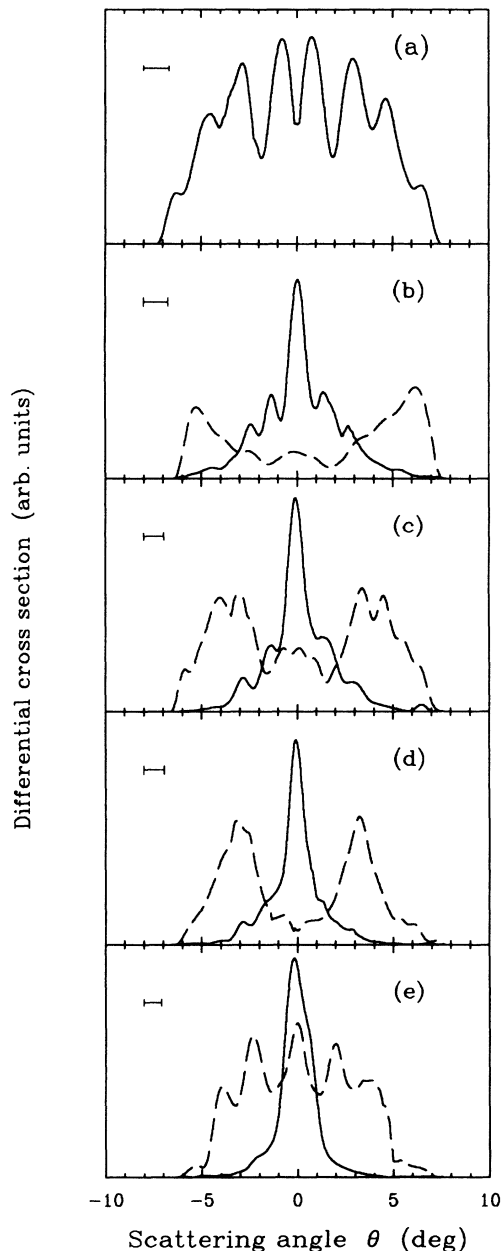 (a)
(b)
(c)
(d)
(e)
Differential cross section (arb. units)
-10 -5 0 5 10
Scattering angle θ (deg)